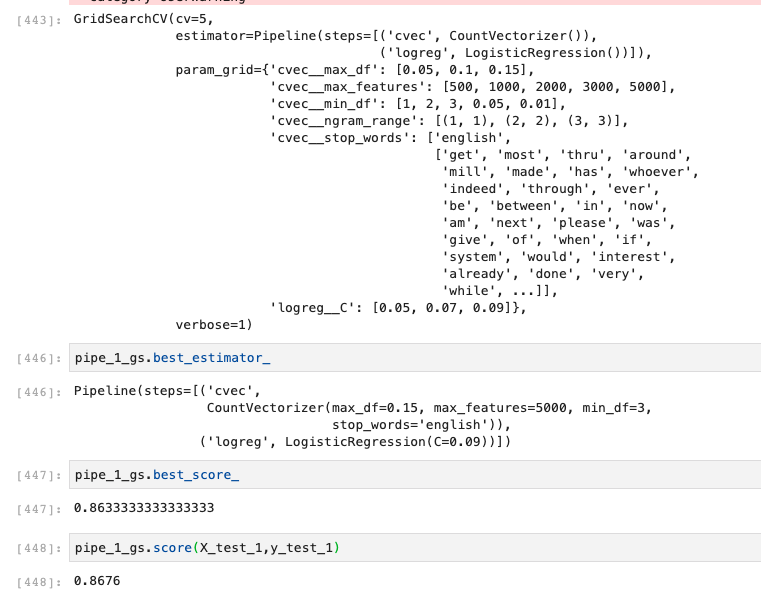 [443]: GridSearchCV(cv=5,
estimator=Pipeline(steps=[('cvec', CountVectorizer()),
('logreg', LogisticRegression())]),
param_grid={'cvec__max_df': [0.05, 0.1, 0.15],
'cvec__max_features': [500, 1000, 2000, 3000, 5000],
'cvec__min_df': [1, 2, 3, 0.05, 0.01],
'cvec__ngram_range': [(1, 1), (2, 2), (3, 3)],
'cvec__stop_words': ['english',
['get', 'most', 'thru', 'around',
'mill', 'made', 'has', 'whoever',
'indeed', 'through', 'ever',
'be', 'between', 'in', 'now',
'am', 'next', 'please', 'was',
'give', 'of', 'when', 'if',
'system', 'would', 'interest',
'already', 'done', 'very',
'while', ...]],
'logreg__C': [0.05, 0.07, 0.09]},
verbose=1)
[446]: pipe_1_gs.best_estimator_
[446]: Pipeline(steps=[('cvec',
CountVectorizer(max_df=0.15, max_features=5000, min_df=3,
stop_words='english')),
('logreg', LogisticRegression(C=0.09))])
[447]: pipe_1_gs.best_score_
[447]: 0.8633333333333333
[448]: pipe_1_gs.score(X_test_1,y_test_1)
[448]: 0.8676